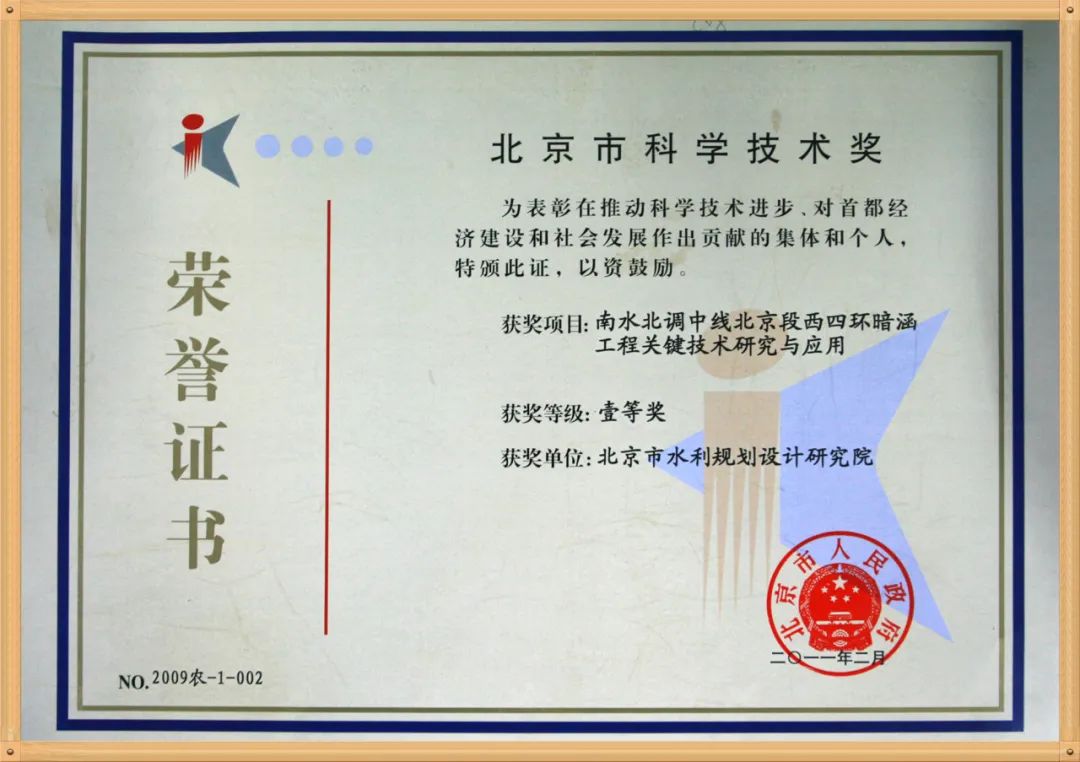 荣誉证书
北京市科学技术奖
为表彰在推动科学技术进步、对首都经
济建设和社会发展作出贡献的集体和个人，
特颁此证，以资鼓励。
获奖项目：南水北调中线北京段西四环暗涵
工程关键技术研究与应用
获奖等级：壹等奖
获奖单位：北京市水利规划设计研究院
北京市人民政府
二〇一一年二月
NO.2009农-1-002